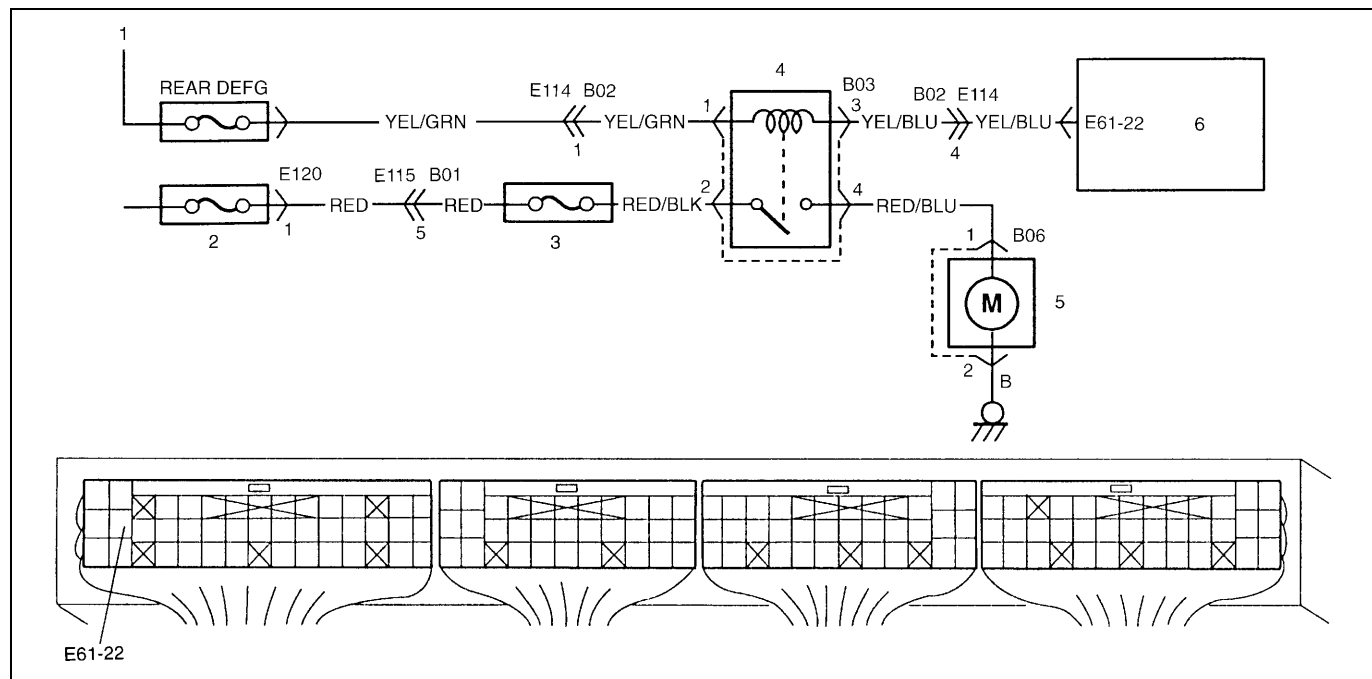 1
4
REAR DEFG
E114 B02
B03
B02 E114
YEL/GRN
YEL/GRN
1
3
YEL/BLU
YEL/BLU
E61-22
6
1
4
E120
E115 B01
2
4
RED
RED
RED/BLK
RED/BLU
2
1
5
3
1
B06
M
5
2
B
E61-22